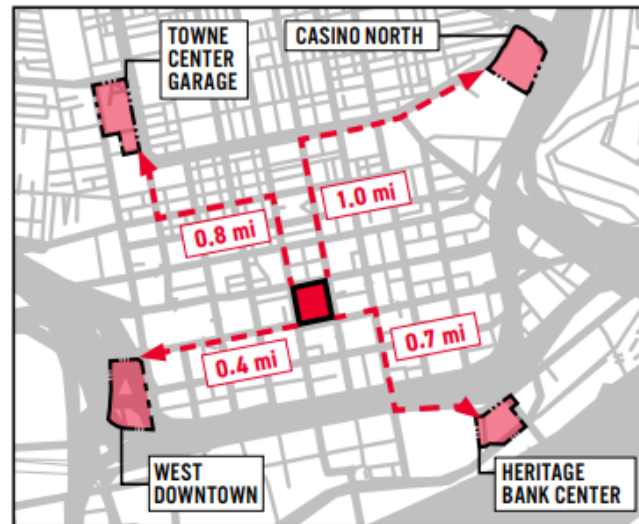 TOWNE
CENTER
GARAGE
CASINO NORTH
1.0 mi
0.8 mi
0.7 mi
0.4 mi
WEST
DOWNTOWN
HERITAGE
BANK CENTER